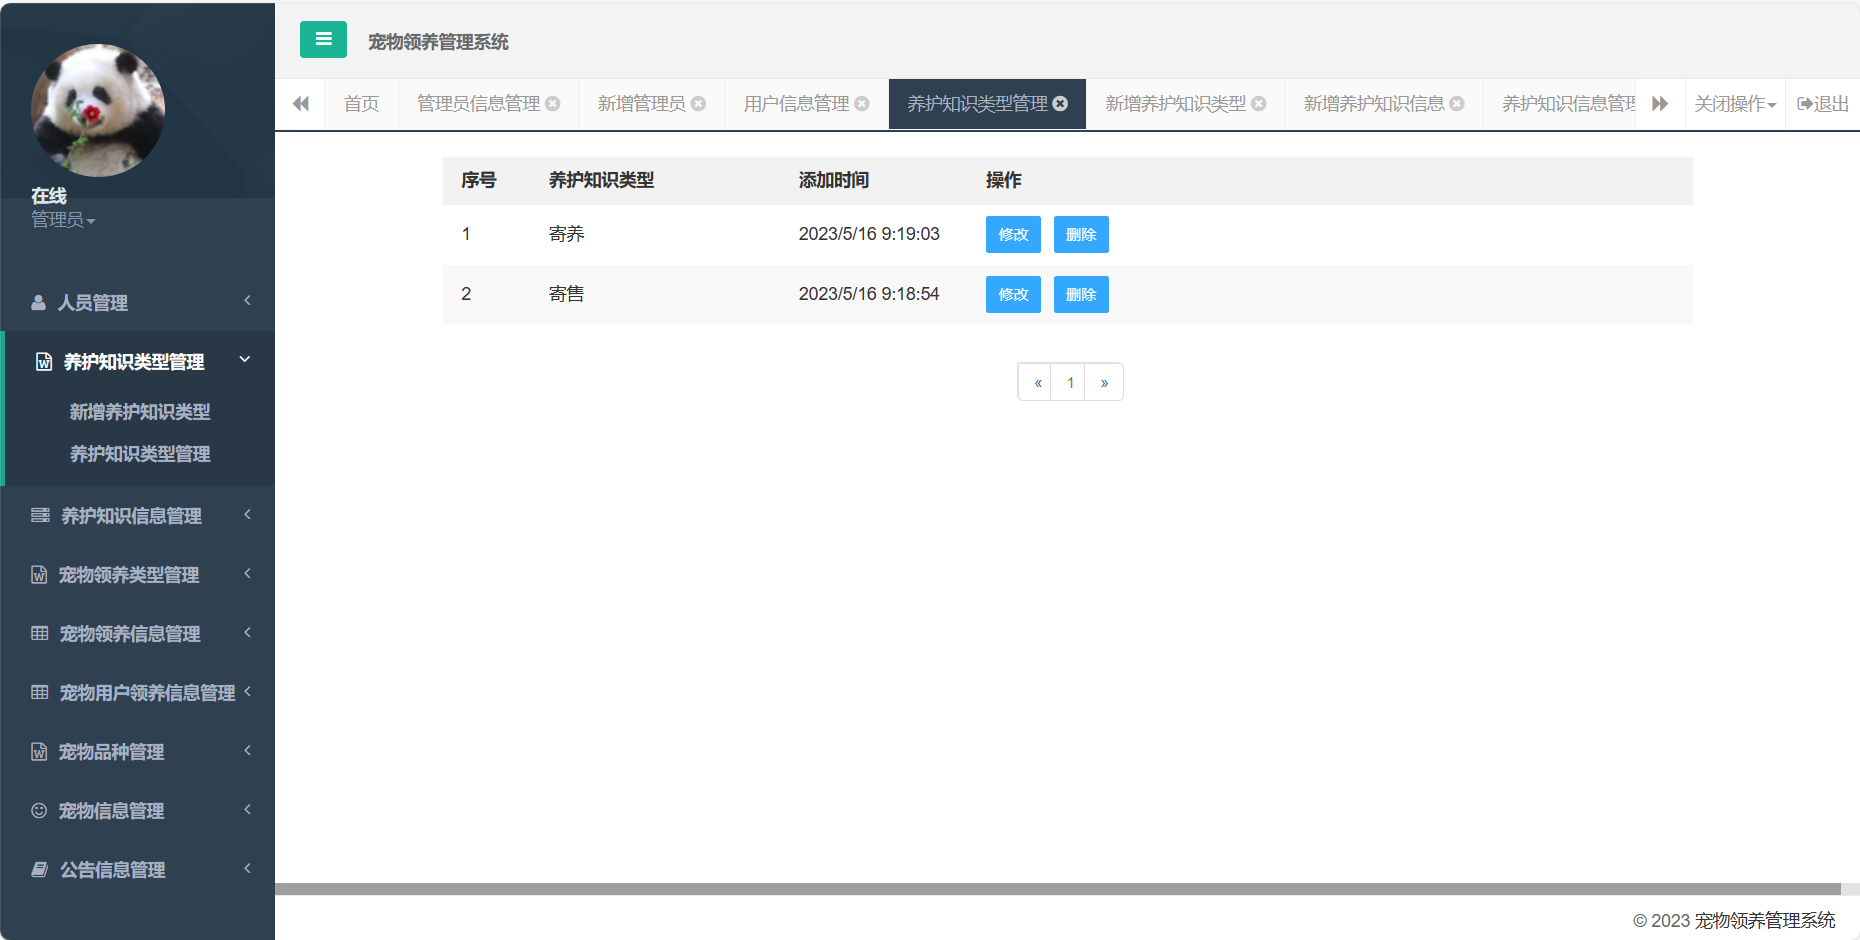 在线
管理员
人员管理
养护知识类型管理
新增养护知识类型
养护知识类型管理
养护知识信息管理
宠物领养类型管理
宠物领养信息管理
宠物用户领养信息管理
宠物品种管理
宠物信息管理
公告信息管理
宠物领养管理系统
首页 管理员信息管理 新增管理员 用户信息管理 养护知识类型管理 新增养护知识类型 新增养护知识信息 养护知识信息管理 关闭操作 退出
序号 养护知识类型 添加时间 操作
1 寄养 2023/5/16 9:19:03 修改 删除
2 寄售 2023/5/16 9:18:54 修改 删除
« 1 »
© 2023 宠物领养管理系统